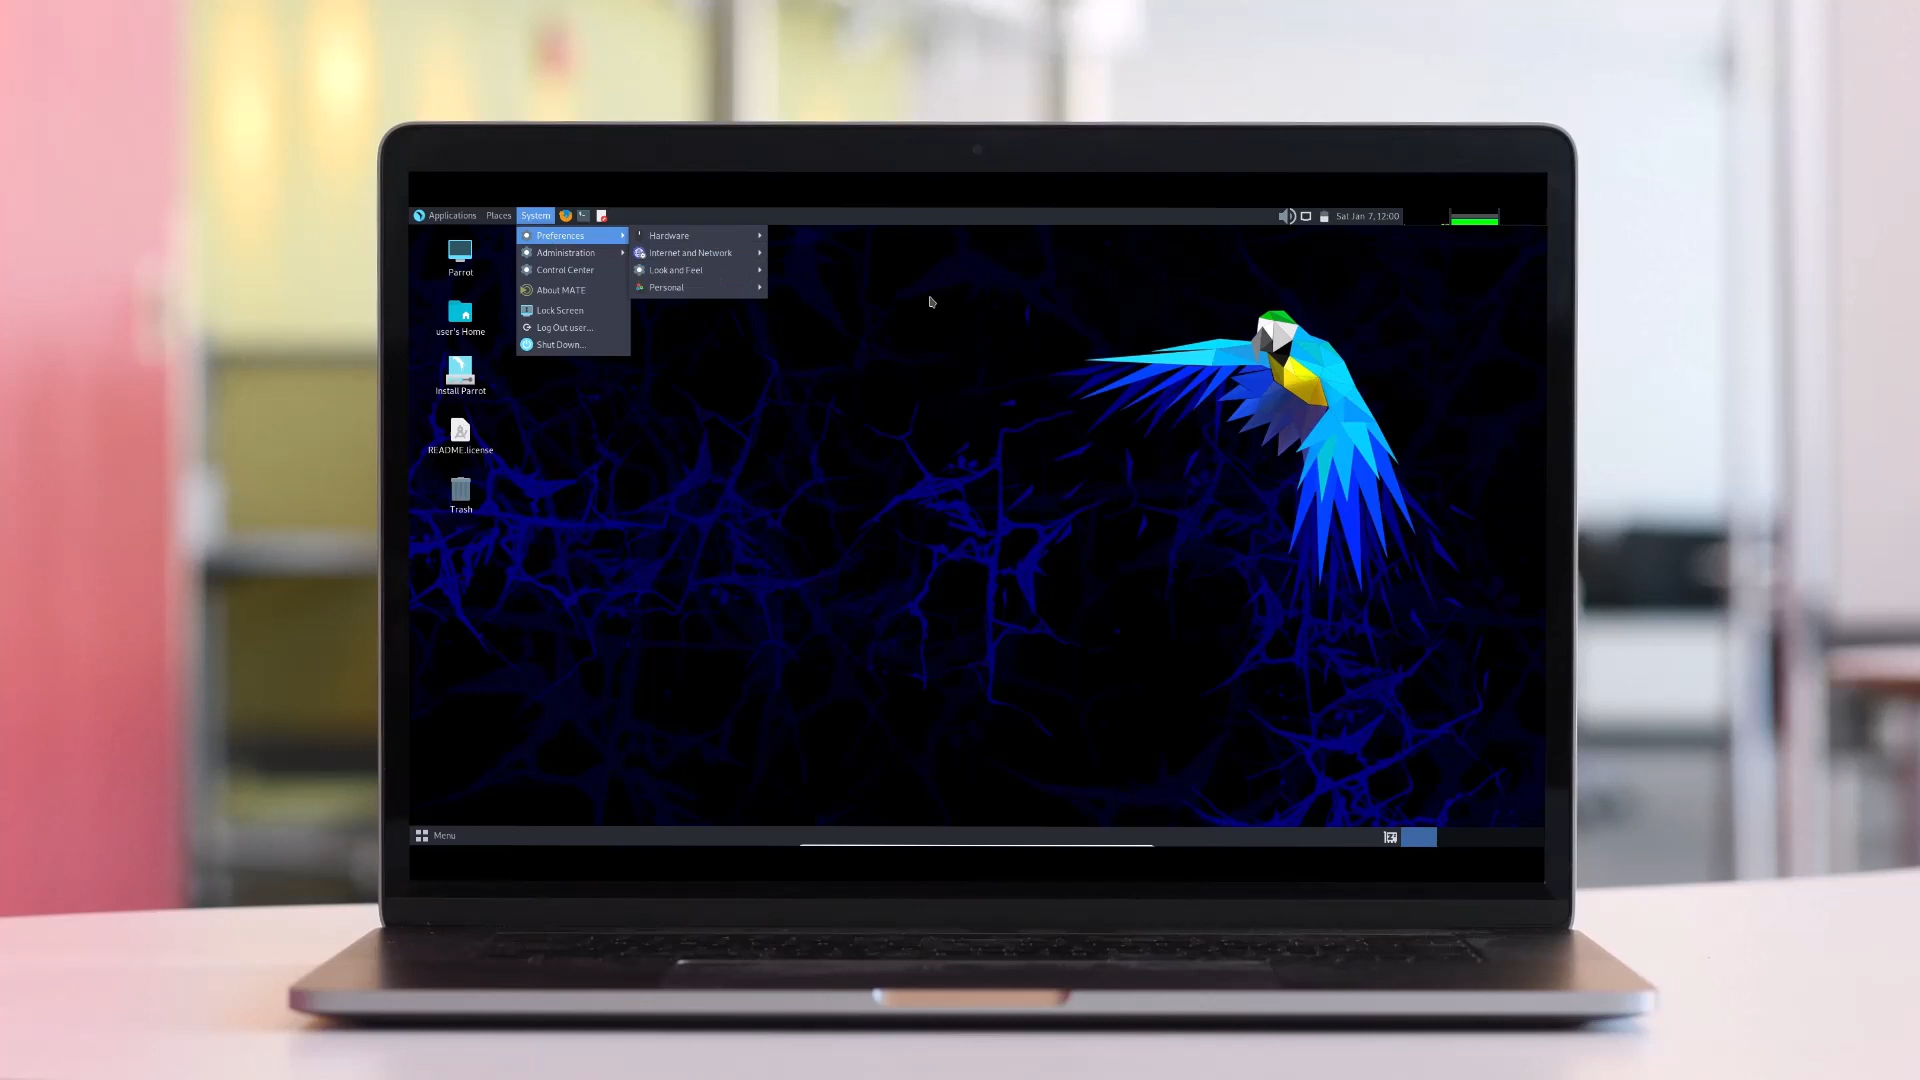 Applications Places System
Sat Jan 7, 12:00
Preferences
Administration
Control Center
About MATE
Lock Screen
Log Out user...
Shut Down...
Hardware
Internet and Network
Look and Feel
Personal
Parrot
user's Home
Install Parrot
README.license
Trash
Menu